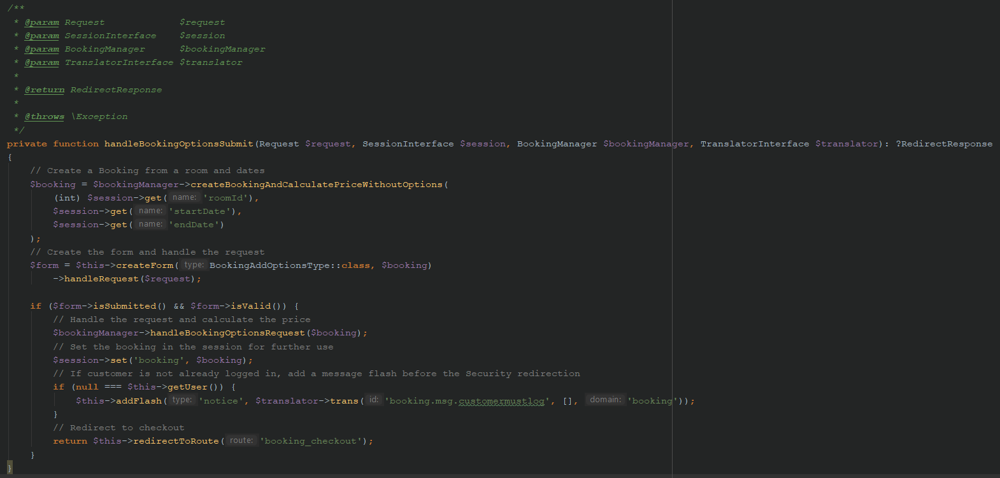 /**
 * @param Request             $request
 * @param SessionInterface    $session
 * @param BookingManager      $bookingManager
 * @param TranslatorInterface $translator
 *
 * @return RedirectResponse
 *
 * @throws \Exception
 */
private function handleBookingOptionsSubmit(Request $request, SessionInterface $session, BookingManager $bookingManager, TranslatorInterface $translator): ?RedirectResponse
{
    // Create a Booking from a room and dates
    $booking = $bookingManager->createBookingAndCalculatePriceWithoutOptions(
        (int) $session->get( name: 'roomId'),
        $session->get( name: 'startDate'),
        $session->get( name: 'endDate')
    );
    // Create the form and handle the request
    $form = $this->createForm( type: BookingAddOptionsType::class, $booking)
        ->handleRequest($request);

    if ($form->isSubmitted() && $form->isValid()) {
        // Handle the request and calculate the price
        $bookingManager->handleBookingOptionsRequest($booking);
        // Set the booking in the session for further use
        $session->set('booking', $booking);
        // If customer is not already logged in, add a message flash before the Security redirection
        if (null === $this->getUser()) {
            $this->addFlash( type: 'notice', $translator->trans( id: 'booking.msg.customermustlog', [], domain: 'booking'));
        }
        // Redirect to checkout
        return $this->redirectToRoute( route: 'booking_checkout');
    }
}